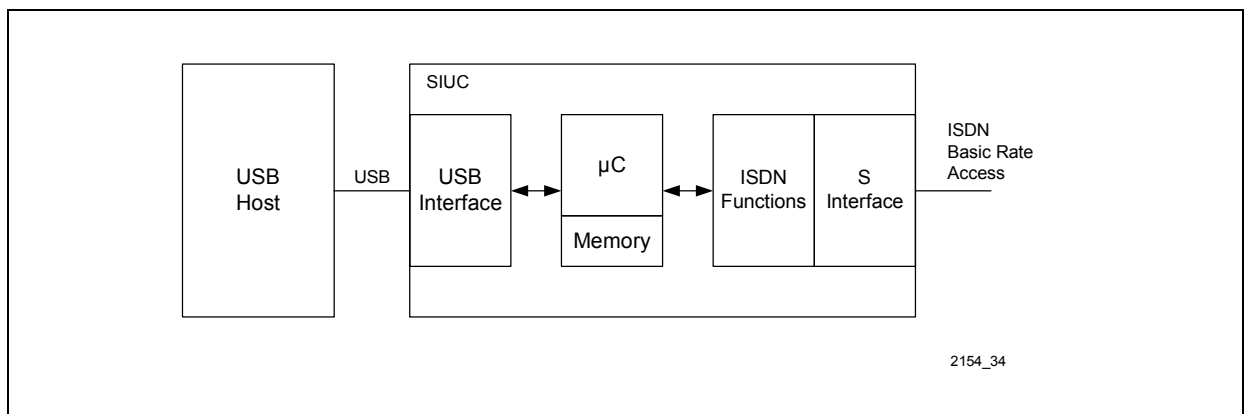 SIUC
USB
Host
USB
USB
Interface
µC
Memory
ISDN
Functions
S
Interface
ISDN
Basic Rate
Access
2154_34